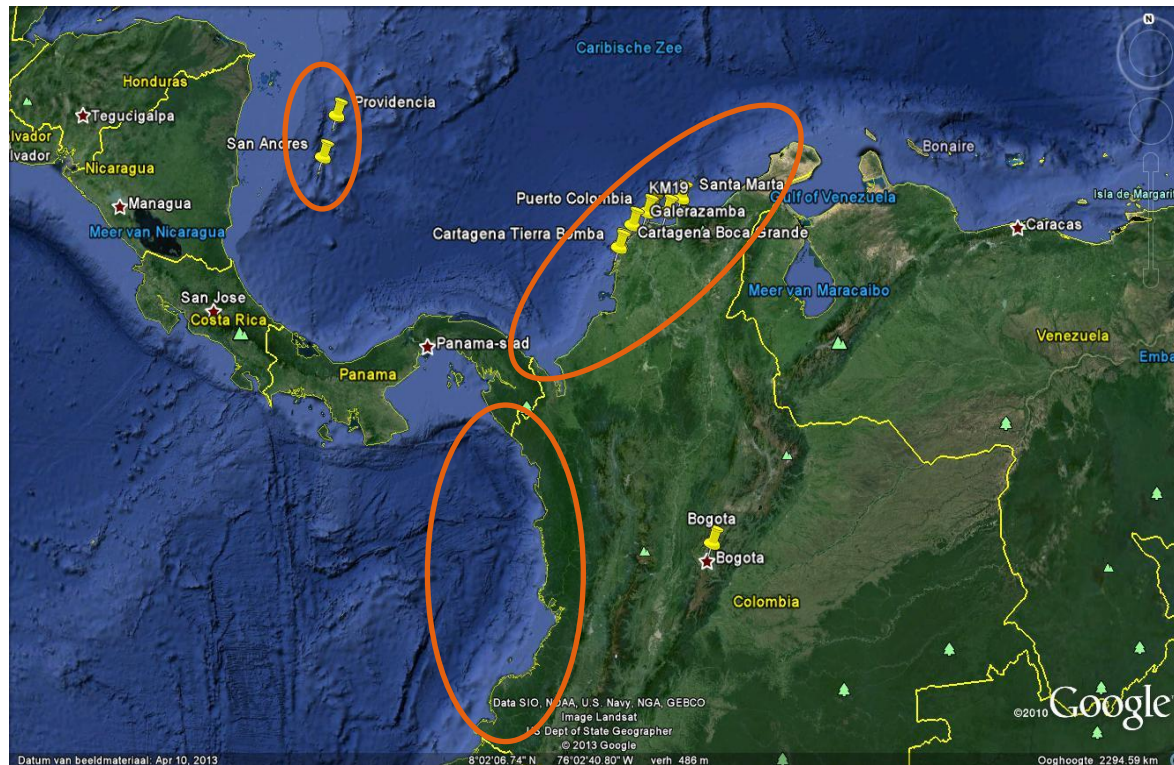 N
Caribische Zee
Honduras
Providencia
Tegucigalpa
lvador
lvador
San Andres
Bonaire
Nicaragua
KM19
Santa Marta
Puerto Colombia
Gulf of Venezuela
Isla de Margarit
Managua
Galerazamba
Caracas
Meer van Nicaragua
Cartagena Tierra Bomba
Cartagena Boca Grande
Meer van Maracaibo
San Jose
Costa Rica
Panama-stad
Venezuela
Emba
Panama
Bogota
Bogota
Colombia
Data SIO, NOAA, U.S. Navy, NGA, GEBCO
Image Landsat
US Dept of State Geographer
© 2013 Google
©2010 Google
Datum van beeldmateriaal: Apr 10, 2013
8°02'06.74" N 76°02'40.80" W verh 486 m
Ooghoogte 2294.59 km